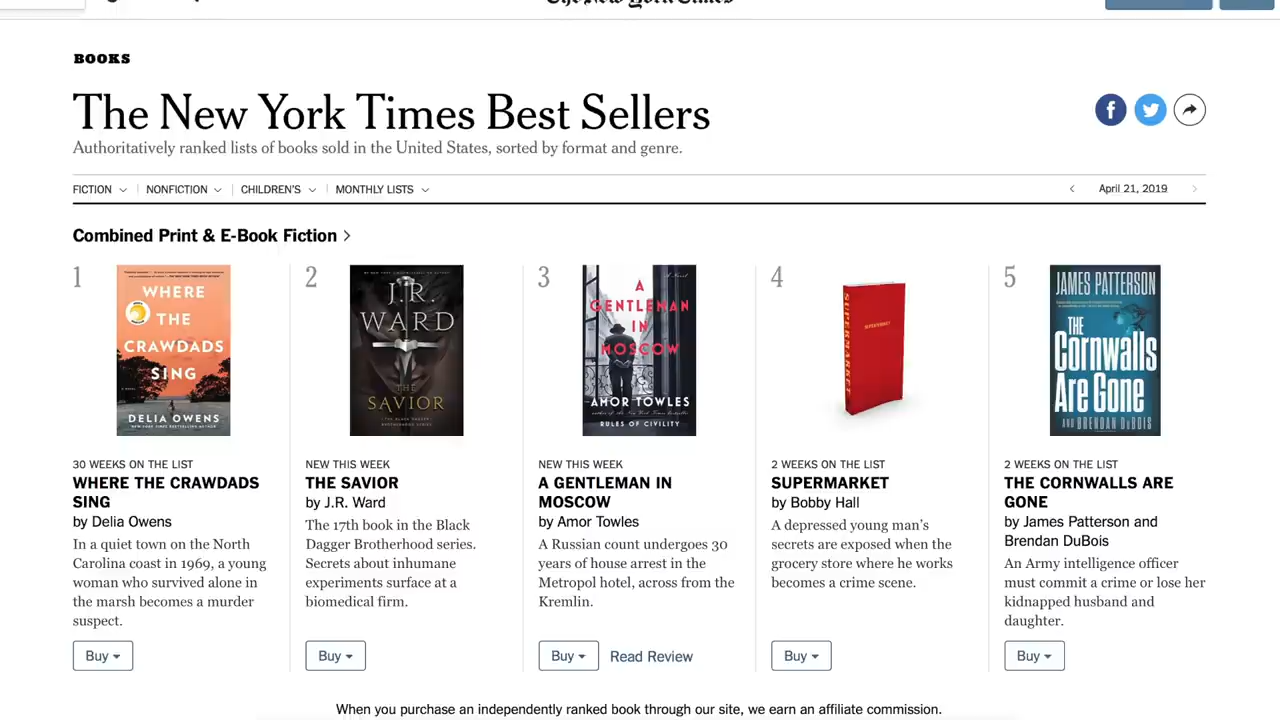 The New York Times
BOOKS
The New York Times Best Sellers
Authoritatively ranked lists of books sold in the United States, sorted by format and genre.
FICTION
NONFICTION
CHILDREN'S
MONTHLY LISTS
April 21, 2019
Combined Print & E-Book Fiction
1
WHERE
THE
CRAWDADS
SING
DELIA OWENS
30 WEEKS ON THE LIST
WHERE THE CRAWDADS
SING
by Delia Owens
In a quiet town on the North
Carolina coast in 1969, a young
woman who survived alone in
the marsh becomes a murder
suspect.
Buy
2
J.R.
WARD
THE
SAVIOR
NEW THIS WEEK
THE SAVIOR
by J.R. Ward
The 17th book in the Black
Dagger Brotherhood series.
Secrets about inhumane
experiments surface at a
biomedical firm.
Buy
3
A
GENTLEMAN
IN
MOSCOW
AMOR TOWLES
RULES OF CIVILITY
NEW THIS WEEK
A GENTLEMAN IN
MOSCOW
by Amor Towles
A Russian count undergoes 30
years of house arrest in the
Metropol hotel, across from the
Kremlin.
Buy
Read Review
4
SUPERMARKET
SUPERMARKET
2 WEEKS ON THE LIST
SUPERMARKET
by Bobby Hall
A depressed young man's
secrets are exposed when the
grocery store where he works
becomes a crime scene.
Buy
5
JAMES PATTERSON
THE
Cornwalls
Are Gone
AND BRENDAN DUBOIS
2 WEEKS ON THE LIST
THE CORNWALLS ARE
GONE
by James Patterson and
Brendan DuBois
An Army intelligence officer
must commit a crime or lose her
kidnapped husband and
daughter.
Buy
When you purchase an independently ranked book through our site, we earn an affiliate commission.